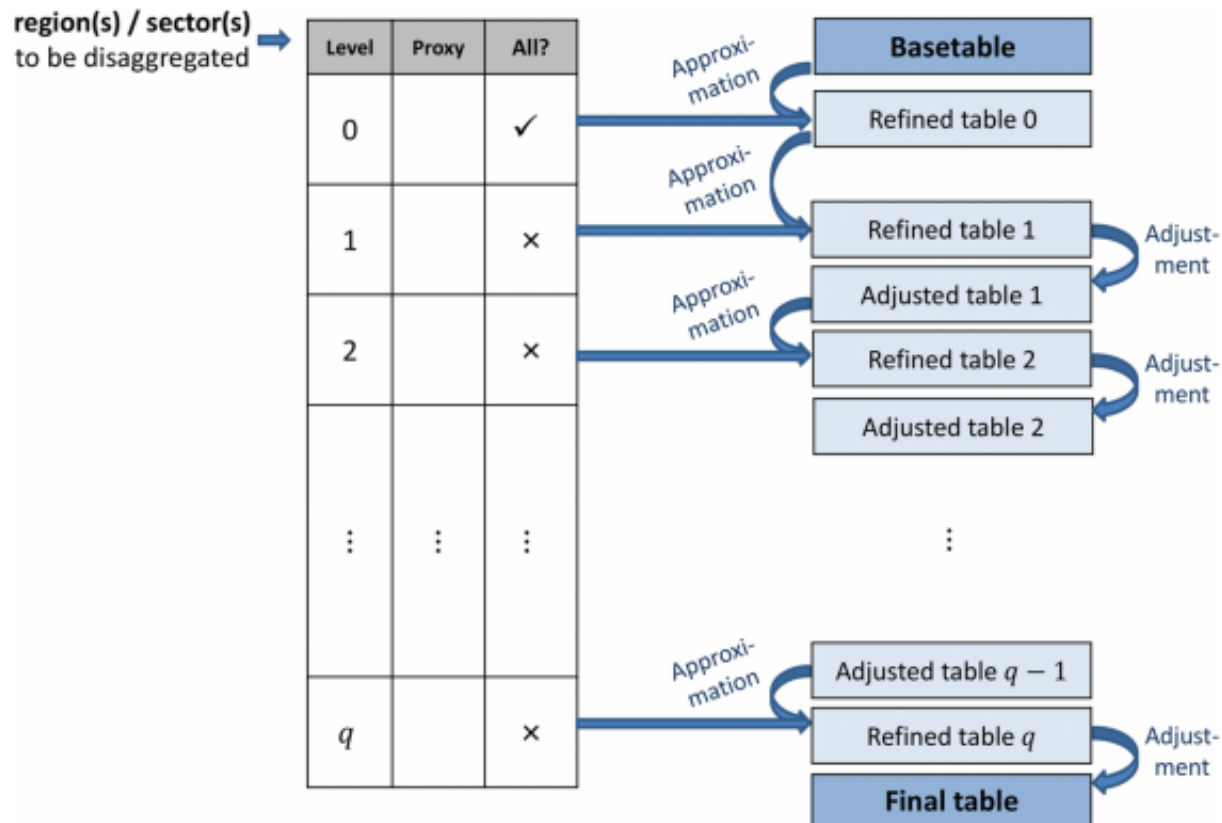 region(s) / sector(s)
to be disaggregated
Level Proxy All?
0 ✓
1 ×
2 ×
⋮ ⋮ ⋮
q ×
Approxi-
mation
Approxi-
mation
Approxi-
mation
Approxi-
mation
Basetable
Refined table 0
Refined table 1
Adjusted table 1
Refined table 2
Adjusted table 2
⋮
Adjusted table q − 1
Refined table q
Final table
Adjust-
ment
Adjust-
ment
Adjust-
ment